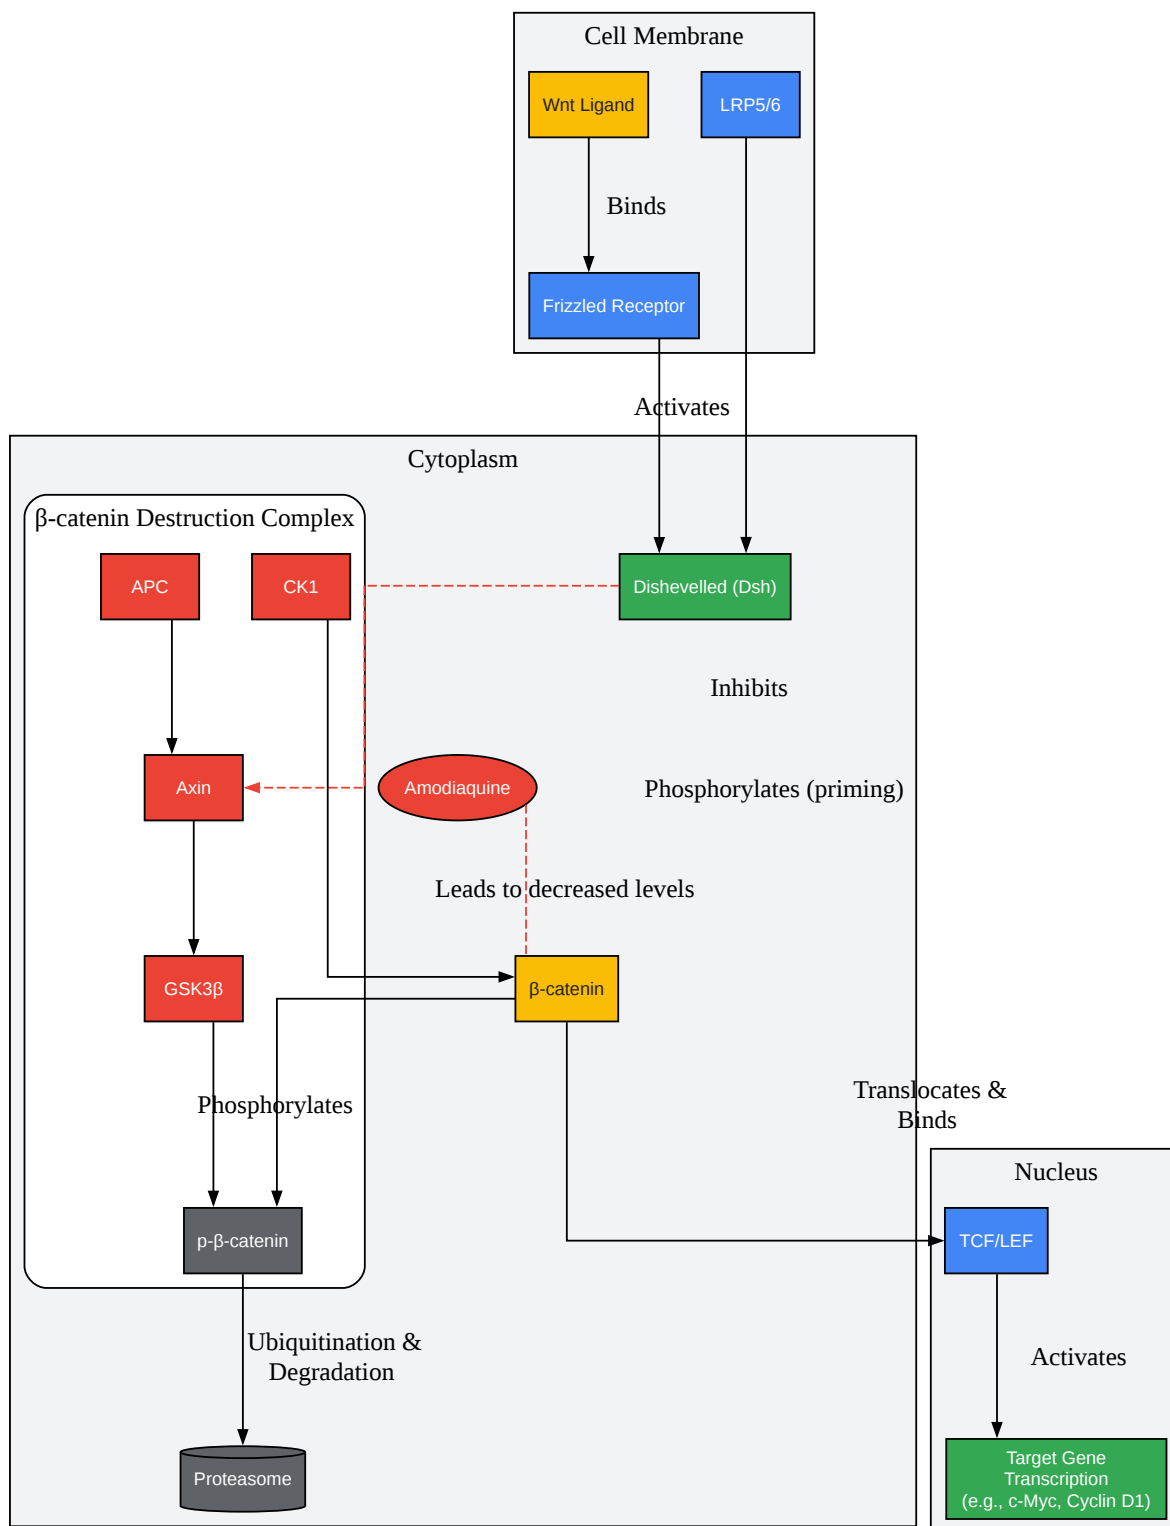 Cell Membrane
Wnt Ligand
LRP5/6
Binds
Frizzled Receptor
Activates
Cytoplasm
β-catenin Destruction Complex
APC
CK1
Dishevelled (Dsh)
Inhibits
Axin
Amodiaquine
Phosphorylates (priming)
Leads to decreased levels
GSK3β
β-catenin
Phosphorylates
Translocates &
Binds
Nucleus
p-β-catenin
TCF/LEF
Ubiquitination &
Degradation
Activates
Proteasome
Target Gene
Transcription
(e.g., c-Myc, Cyclin D1)